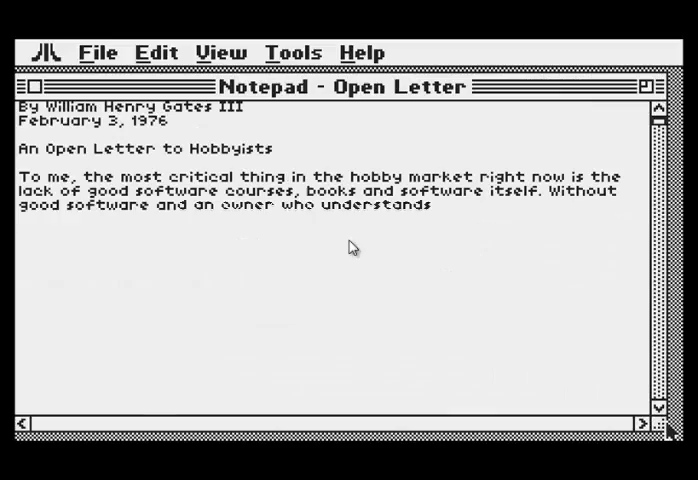 File Edit View Tools Help
Notepad - Open Letter
By William Henry Gates III
February 3, 1976
An Open Letter to Hobbyists
To me, the most critical thing in the hobby market right now is the
lack of good software courses, books and software itself. Without
good software and an owner who understands